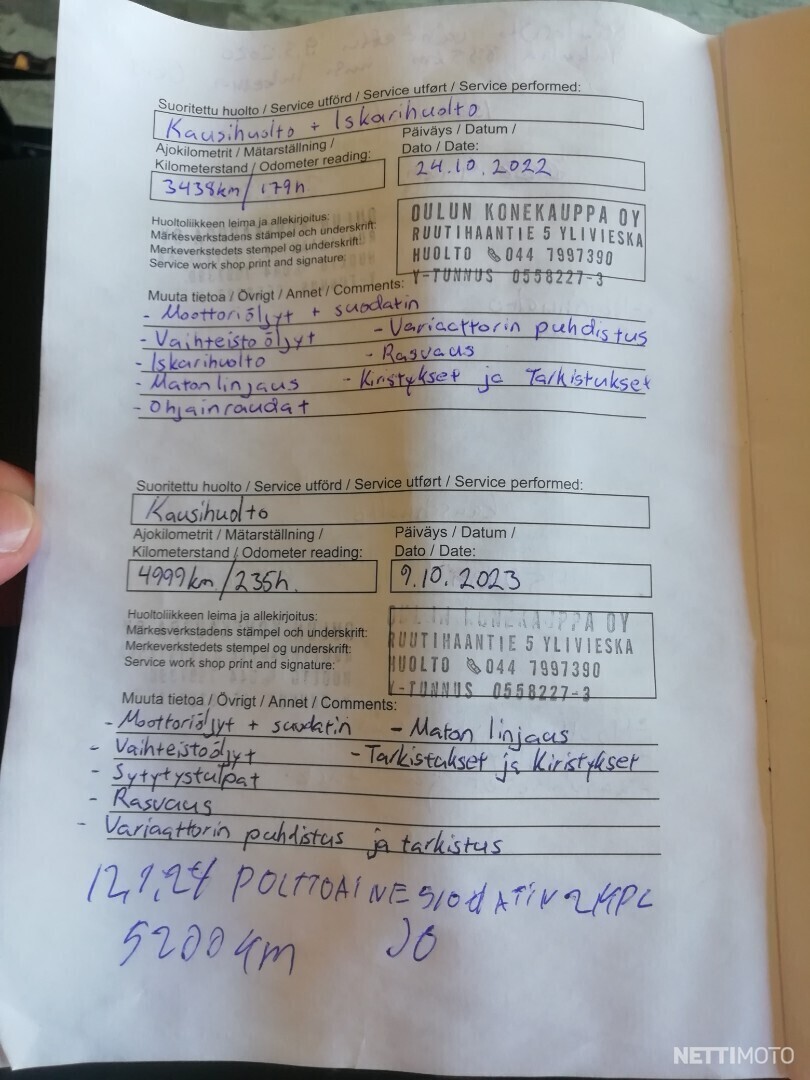 Suoritettu huolto / Service utförd / Service utført / Service performed:
Kausihuolto + Iskarihuolto
Ajokilometrit / Mätarställning /
Kilometerstand / Odometer reading:
3438km/179h
Päiväys / Datum /
Dato / Date:
24.10.2022
Huoltoliikkeen leima ja allekirjoitus:
Märkesverkstadens stämpel och underskrift:
Merkeverkstedets stempel og underskrift:
Service work shop print and signature:
OULUN KONEKAUPPA OY
RUUTIHAANTIE 5 YLIVIESKA
HUOLTO 044 7997390
Y-TUNNUS 0558227-3
Muuta tietoa / Övrigt / Annet / Comments:
- Moottoriöljyt + suodatin
- Vaihteistoöljyt - Variaattorin puhdistus
- Iskarihuolto - Rasvaus
- Maton linjaus - Kiristykset ja Tarkistukset
- Ohjainraudat
Suoritettu huolto / Service utförd / Service utført / Service performed:
Kausihuolto
Ajokilometrit / Mätarställning /
Kilometerstand / Odometer reading:
4999km/235h.
Päiväys / Datum /
Dato / Date:
9.10.2023
Huoltoliikkeen leima ja allekirjoitus:
Märkesverkstadens stämpel och underskrift:
Merkeverkstedets stempel og underskrift:
Service work shop print and signature:
OULUN KONEKAUPPA OY
RUUTIHAANTIE 5 YLIVIESKA
HUOLTO 044 7997390
Y-TUNNUS 0558227-3
Muuta tietoa / Övrigt / Annet / Comments:
- Moottoriöljyt + suodatin - Maton linjaus
- Vaihteistoöljyt - Tarkistukset ja Kiristykset
- Sytytystulpat
- Rasvaus
- Variaattorin puhdistus ja tarkistus
12,1,24 POLTTOAINE 2KPL
5200km
NETTIMOTO